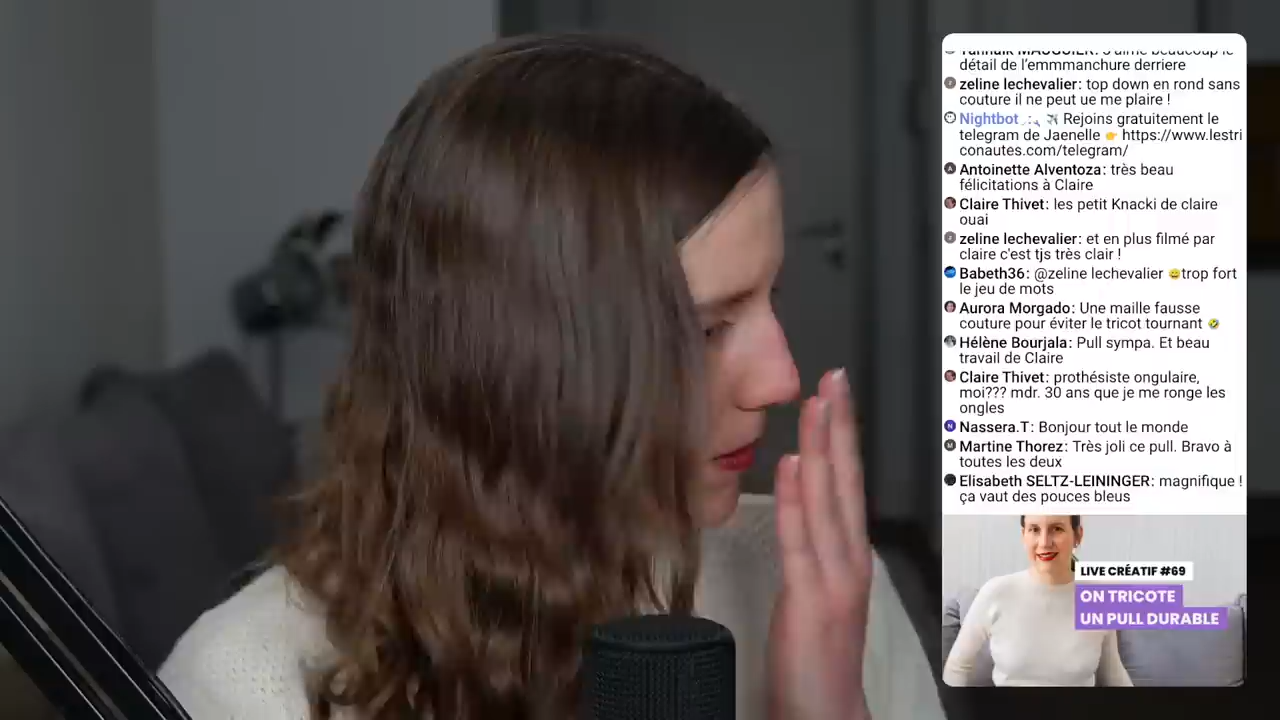 détail de l'emmmanchure derriere
zeline lechevalier: top down en rond sans
couture il ne peut ue me plaire !
Nightbot Rejoins gratuitement le
telegram de Jaenelle 👉 https://www.lestri
conautes.com/telegram/
Antoinette Alventoza: très beau
félicitations à Claire
Claire Thivet: les petit Knacki de claire
ouai
zeline lechevalier: et en plus filmé par
claire c'est tjs très clair !
Babeth36: @zeline lechevalier 😀trop fort
le jeu de mots
Aurora Morgado: Une maille fausse
couture pour éviter le tricot tournant 🤣
Hélène Bourjala: Pull sympa. Et beau
travail de Claire
Claire Thivet: prothésiste ongulaire,
moi??? mdr. 30 ans que je me ronge les
ongles
Nassera.T: Bonjour tout le monde
Martine Thorez: Très joli ce pull. Bravo à
toutes les deux
Elisabeth SELTZ-LEININGER: magnifique !
ça vaut des pouces bleus
LIVE CRÉATIF #69
ON TRICOTE
UN PULL DURABLE